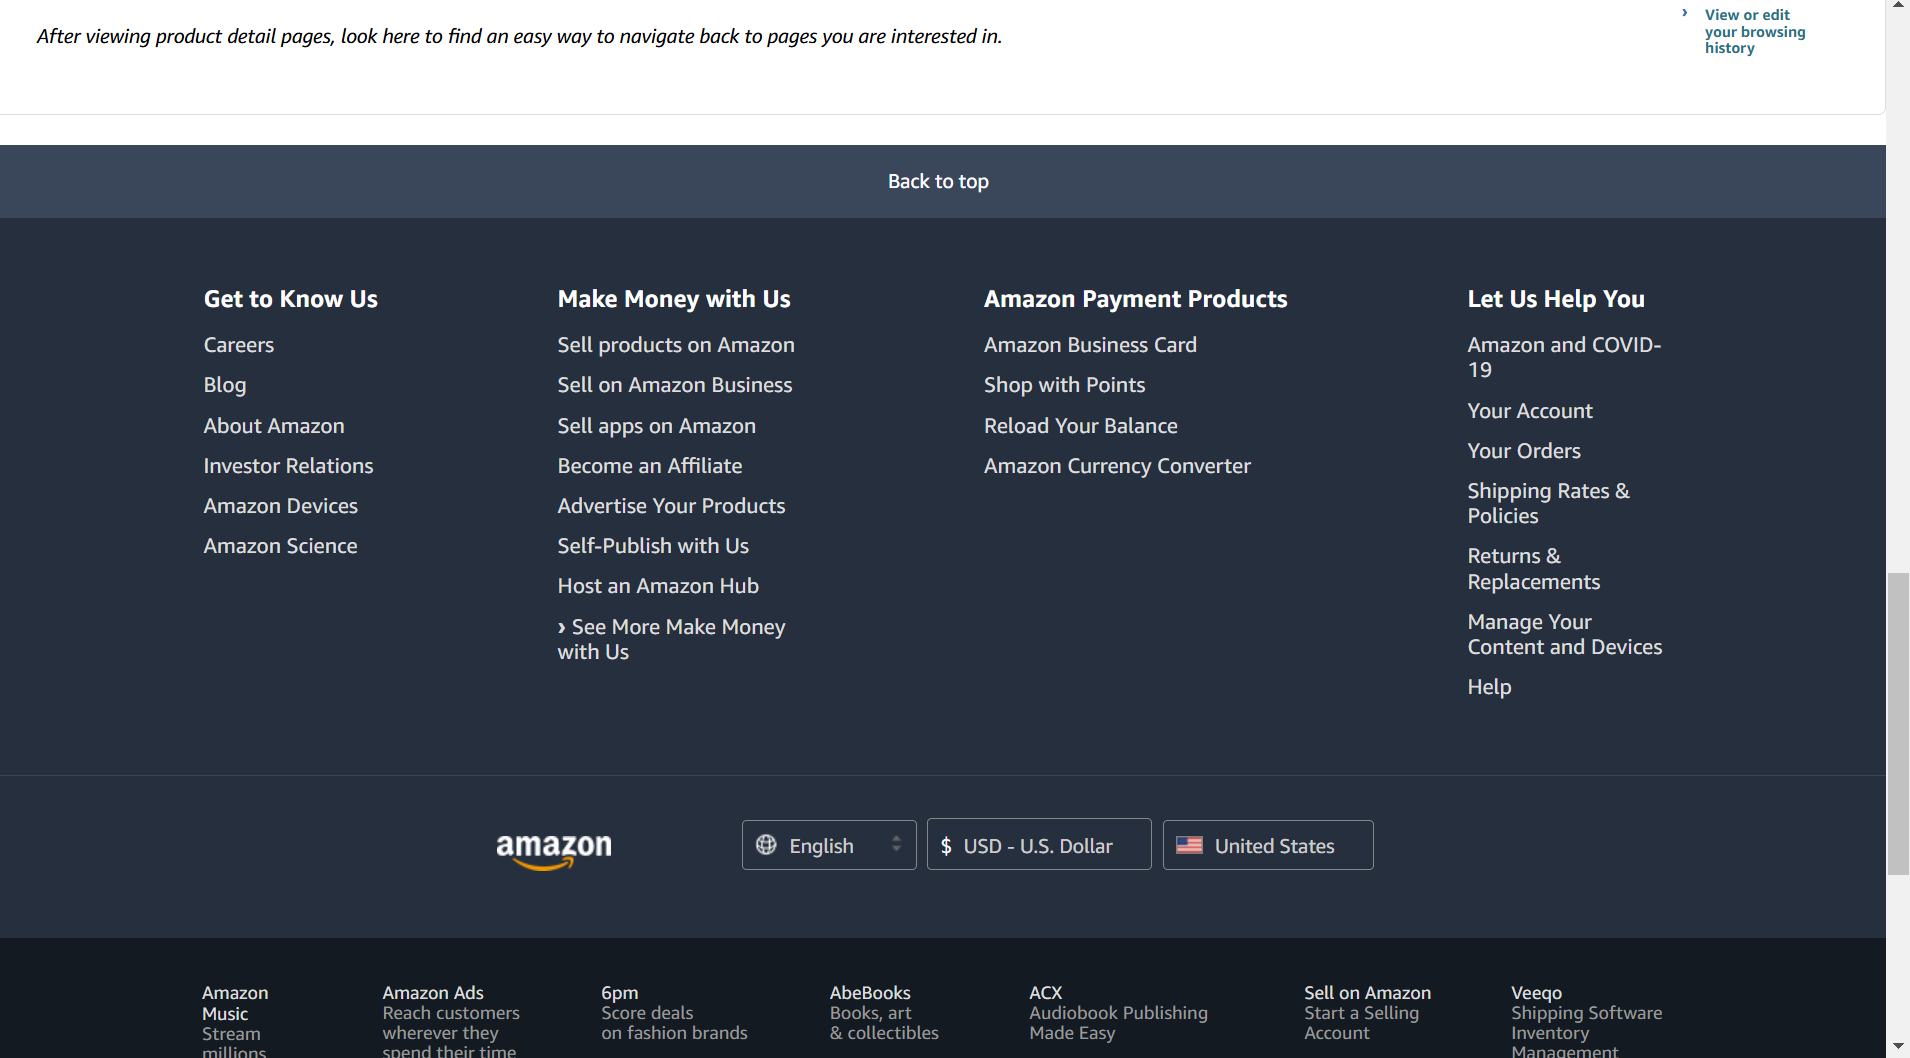 After viewing product detail pages, look here to find an easy way to navigate back to pages you are interested in.
› View or edit
your browsing
history
Back to top
Get to Know Us
Careers
Blog
About Amazon
Investor Relations
Amazon Devices
Amazon Science
Make Money with Us
Sell products on Amazon
Sell on Amazon Business
Sell apps on Amazon
Become an Affiliate
Advertise Your Products
Self-Publish with Us
Host an Amazon Hub
› See More Make Money
with Us
Amazon Payment Products
Amazon Business Card
Shop with Points
Reload Your Balance
Amazon Currency Converter
Let Us Help You
Amazon and COVID-
19
Your Account
Your Orders
Shipping Rates &
Policies
Returns &
Replacements
Manage Your
Content and Devices
Help
amazon
English
$ USD - U.S. Dollar
United States
Amazon
Music
Stream
millions
Amazon Ads
Reach customers
wherever they
spend their time
6pm
Score deals
on fashion brands
AbeBooks
Books, art
& collectibles
ACX
Audiobook Publishing
Made Easy
Sell on Amazon
Start a Selling
Account
Veeqo
Shipping Software
Inventory
Management